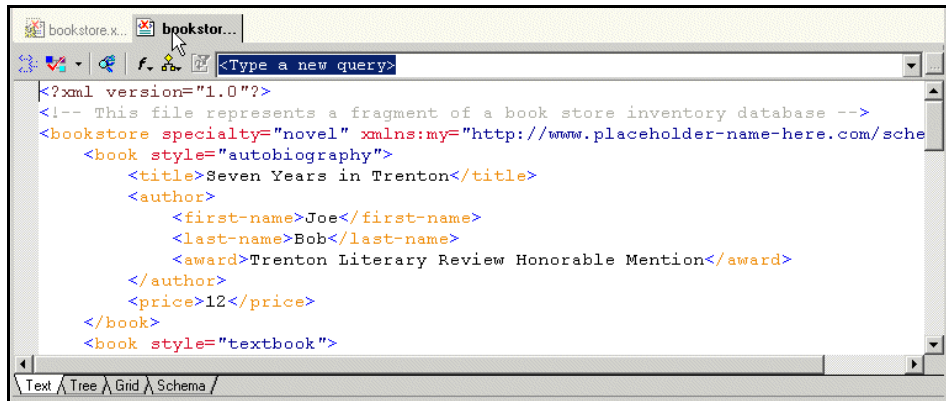 bookstore.x... bookstor...
f <Type a new query> ...
<?xml version="1.0"?>
<!-- This file represents a fragment of a book store inventory database -->
<bookstore specialty="novel" xmlns:my="http://www.placeholder-name-here.com/sche
<book style="autobiography">
<title>Seven Years in Trenton</title>
<author>
<first-name>Joe</first-name>
<last-name>Bob</last-name>
<award>Trenton Literary Review Honorable Mention</award>
</author>
<price>12</price>
</book>
<book style="textbook">
Text Tree Grid Schema